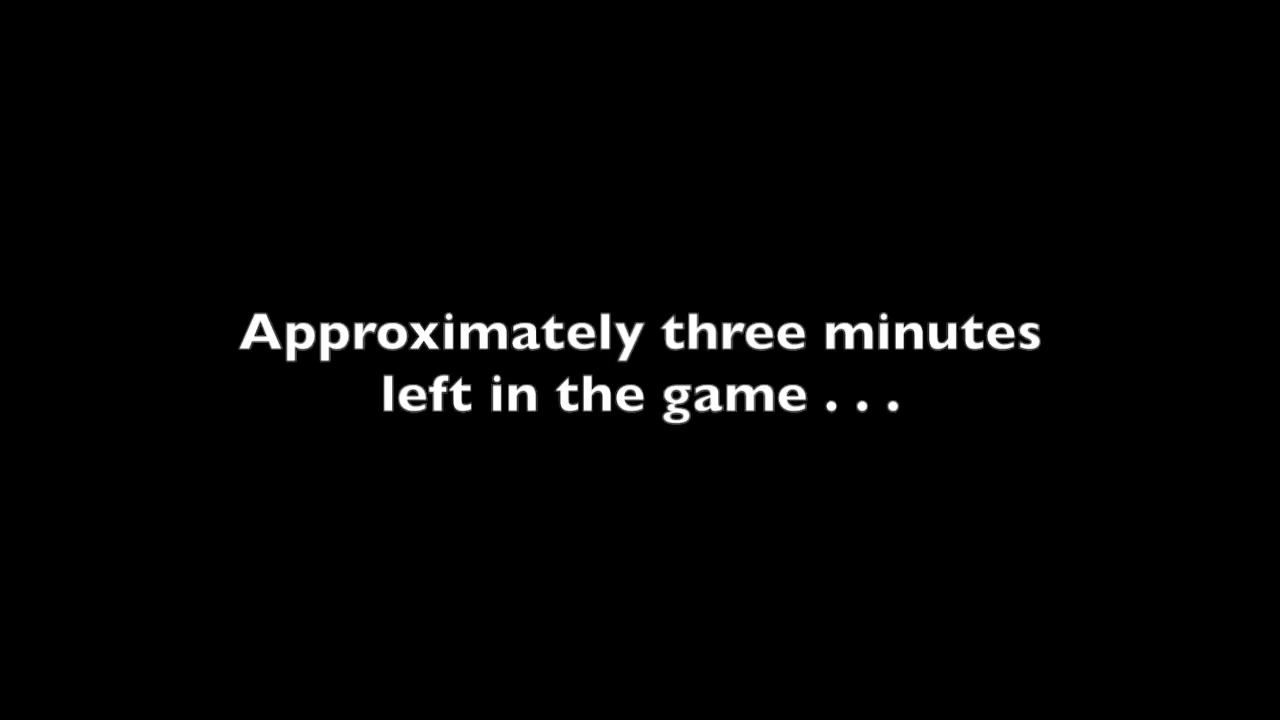 Approximately three minutes
left in the game . . .